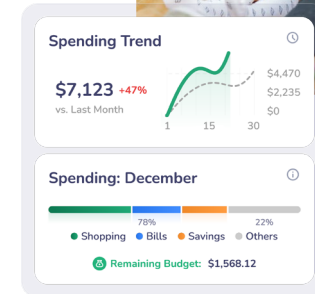 Spending Trend
$7,123 +47%
vs. Last Month
$4,470
$2,235
$0
1 15 30
Spending: December
78% 22%
Shopping Bills Savings Others
Remaining Budget: $1,568.12